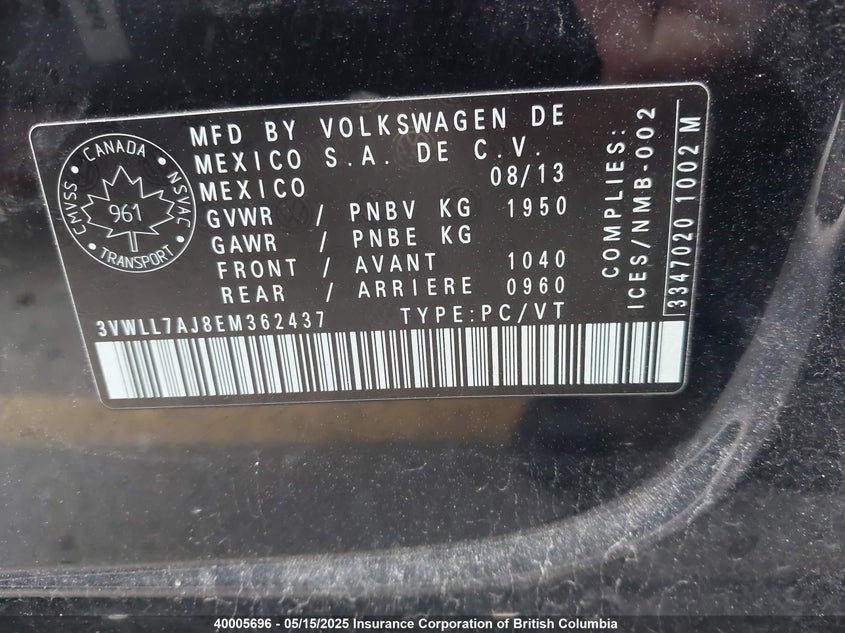 CANADA
CMVSS
NSVAC
961
TRANSPORT
MFD BY VOLKSWAGEN DE
MEXICO S.A. DE C.V.
MEXICO 08/13
GVWR / PNBV KG 1950
GAWR / PNBE KG
FRONT / AVANT 1040
REAR / ARRIERE 0960
3VWLL7AJ8EM362437 TYPE:PC/VT
COMPLIES:
ICES/NMB-002
3347020 1002 M
40005696 - 05/15/2025 Insurance Corporation of British Columbia